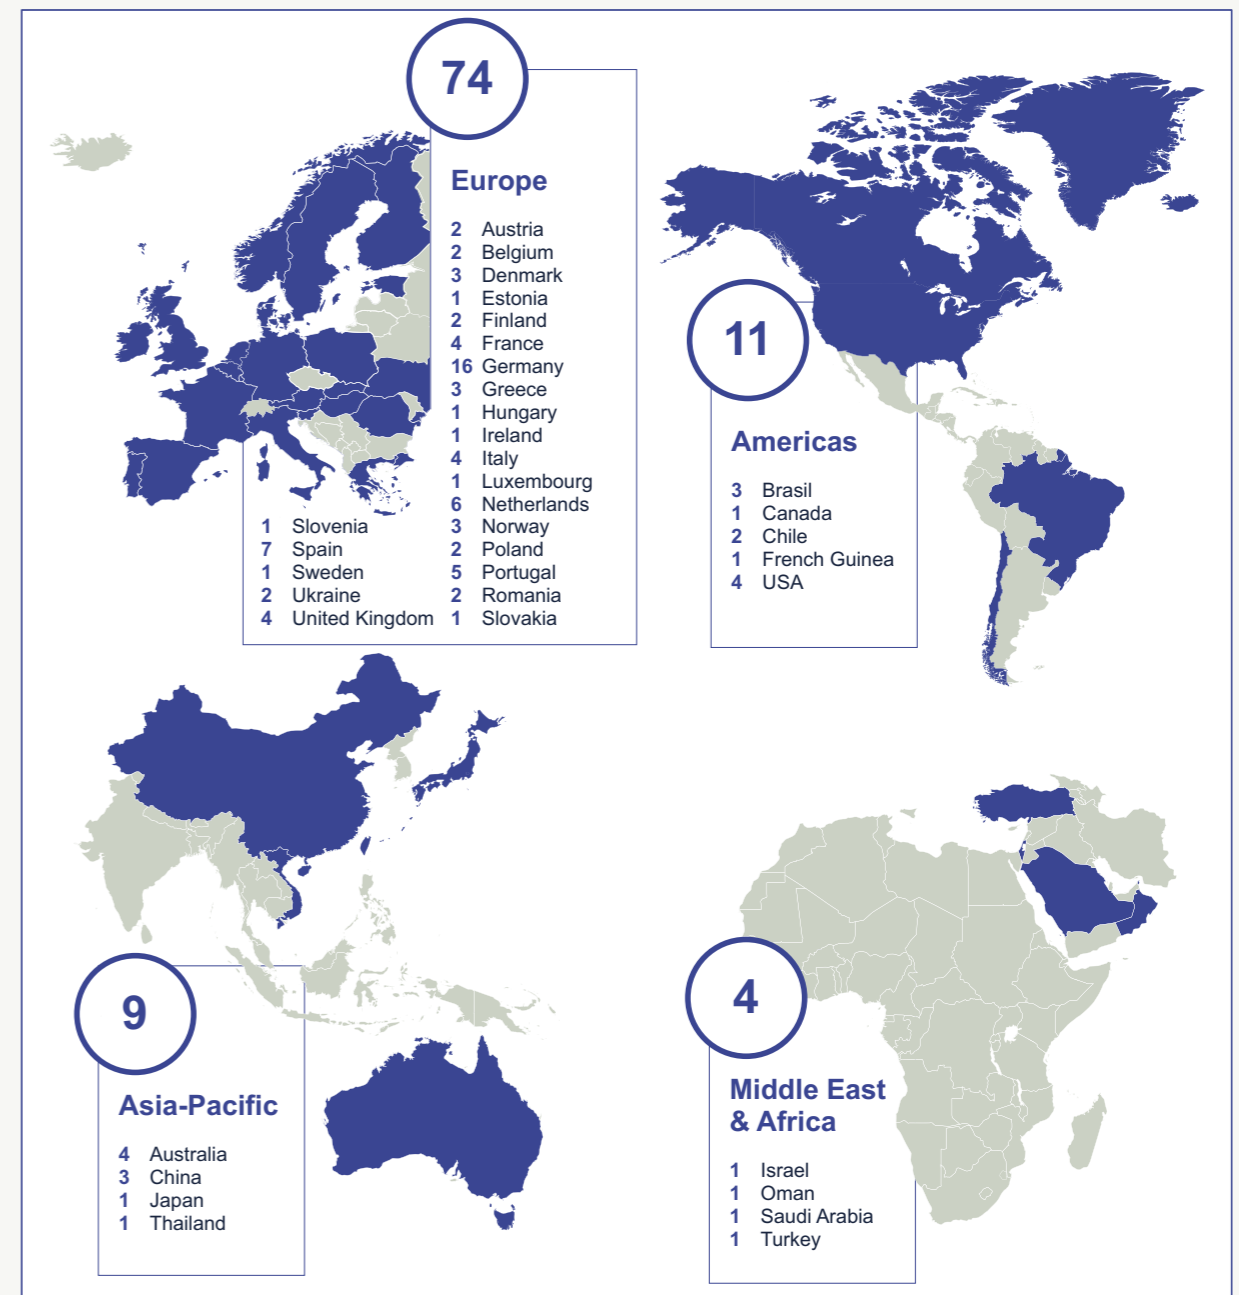 74
Europe
2 Austria
2 Belgium
3 Denmark
1 Estonia
2 Finland
4 France
16 Germany
3 Greece
1 Hungary
1 Ireland
4 Italy
1 Luxembourg
6 Netherlands
3 Norway
2 Poland
5 Portugal
2 Romania
1 Slovakia
1 Slovenia
7 Spain
1 Sweden
2 Ukraine
4 United Kingdom
11
Americas
3 Brasil
1 Canada
2 Chile
1 French Guinea
4 USA
9
Asia-Pacific
4 Australia
3 China
1 Japan
1 Thailand
4
Middle East
& Africa
1 Israel
1 Oman
1 Saudi Arabia
1 Turkey